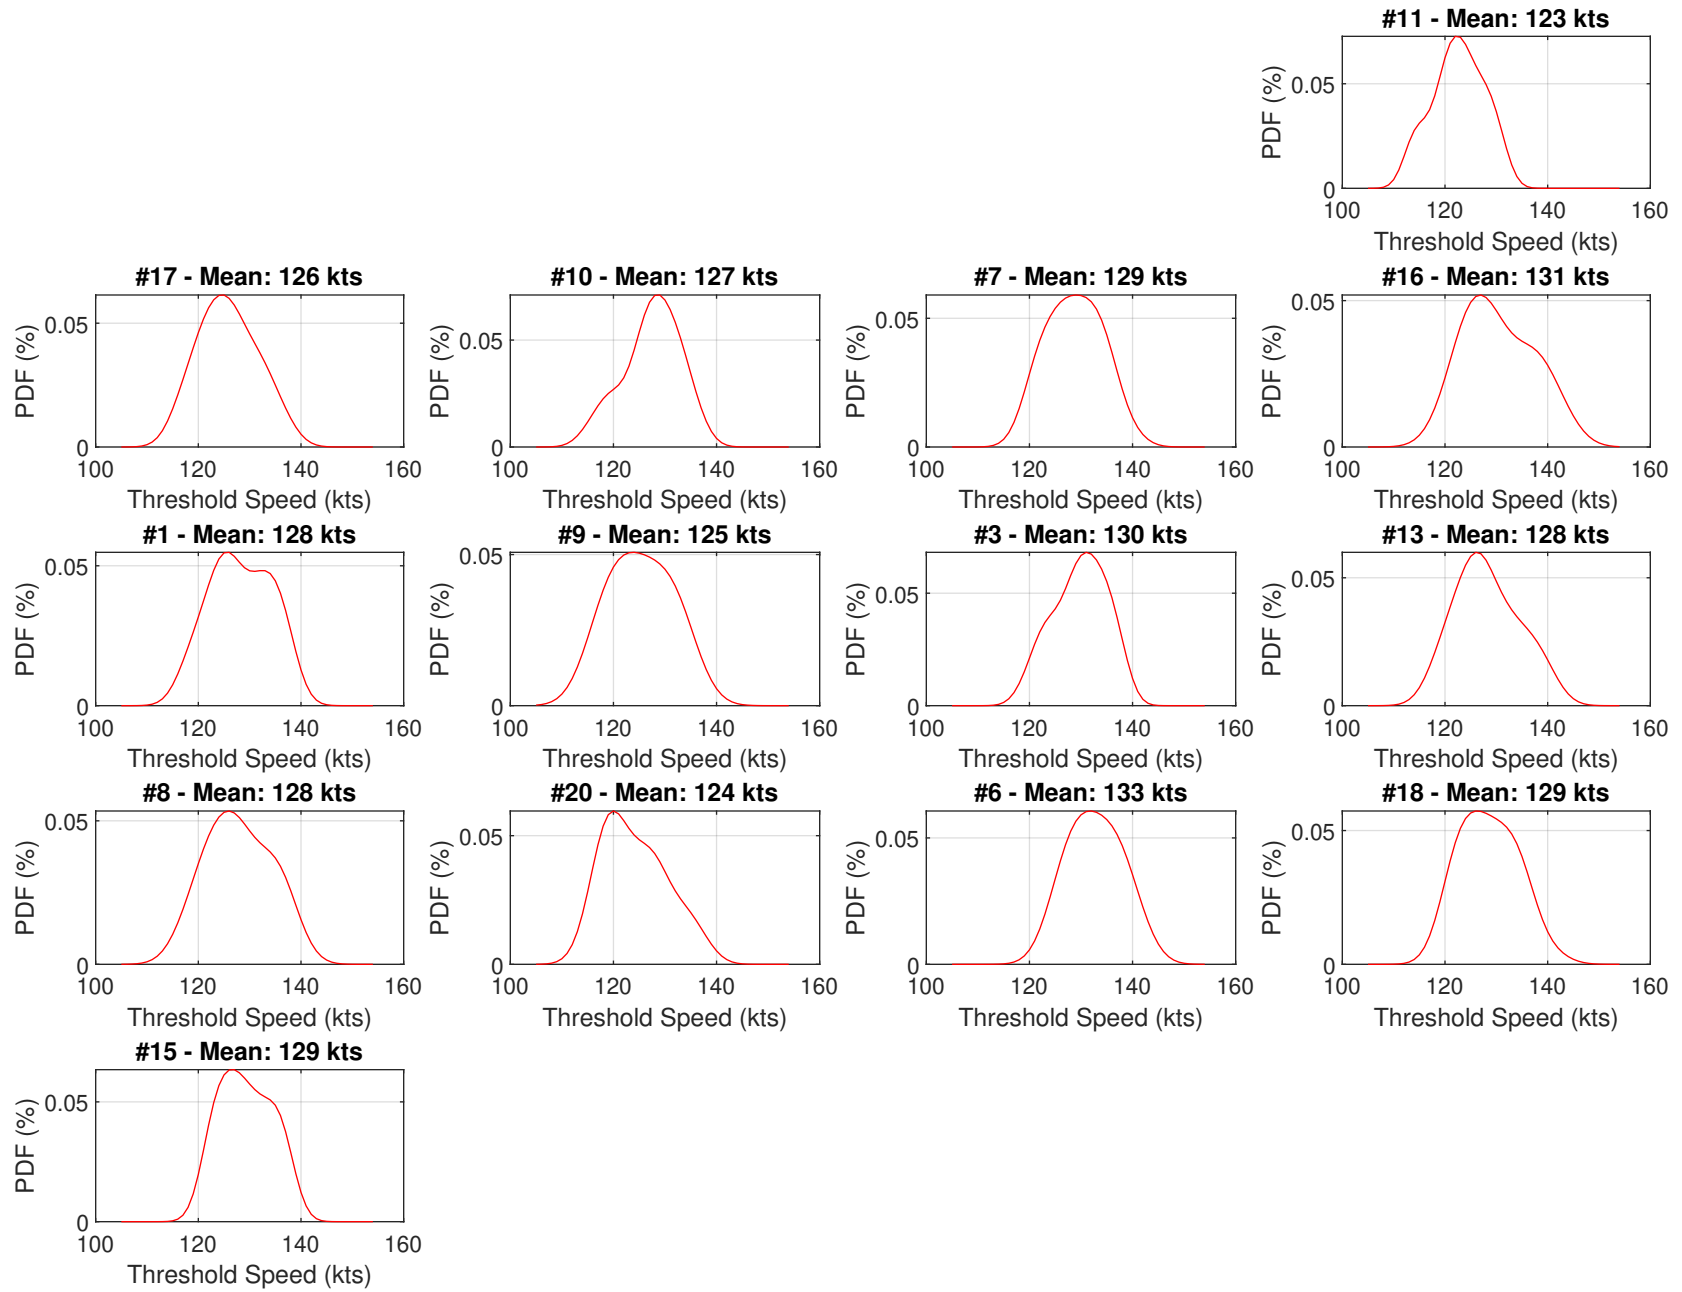 #11 - Mean: 123 kts
PDF (%)
0.05
0
100 120 140 160
Threshold Speed (kts)
#17 - Mean: 126 kts
PDF (%)
0.05
0
100 120 140 160
Threshold Speed (kts)
#10 - Mean: 127 kts
PDF (%)
0.05
0
100 120 140 160
Threshold Speed (kts)
#7 - Mean: 129 kts
PDF (%)
0.05
0
100 120 140 160
Threshold Speed (kts)
#16 - Mean: 131 kts
PDF (%)
0.05
0
100 120 140 160
Threshold Speed (kts)
#1 - Mean: 128 kts
PDF (%)
0.05
0
100 120 140 160
Threshold Speed (kts)
#9 - Mean: 125 kts
PDF (%)
0.05
0
100 120 140 160
Threshold Speed (kts)
#3 - Mean: 130 kts
PDF (%)
0.05
0
100 120 140 160
Threshold Speed (kts)
#13 - Mean: 128 kts
PDF (%)
0.05
0
100 120 140 160
Threshold Speed (kts)
#8 - Mean: 128 kts
PDF (%)
0.05
0
100 120 140 160
Threshold Speed (kts)
#20 - Mean: 124 kts
PDF (%)
0.05
0
100 120 140 160
Threshold Speed (kts)
#6 - Mean: 133 kts
PDF (%)
0.05
0
100 120 140 160
Threshold Speed (kts)
#18 - Mean: 129 kts
PDF (%)
0.05
0
100 120 140 160
Threshold Speed (kts)
#15 - Mean: 129 kts
PDF (%)
0.05
0
100 120 140 160
Threshold Speed (kts)